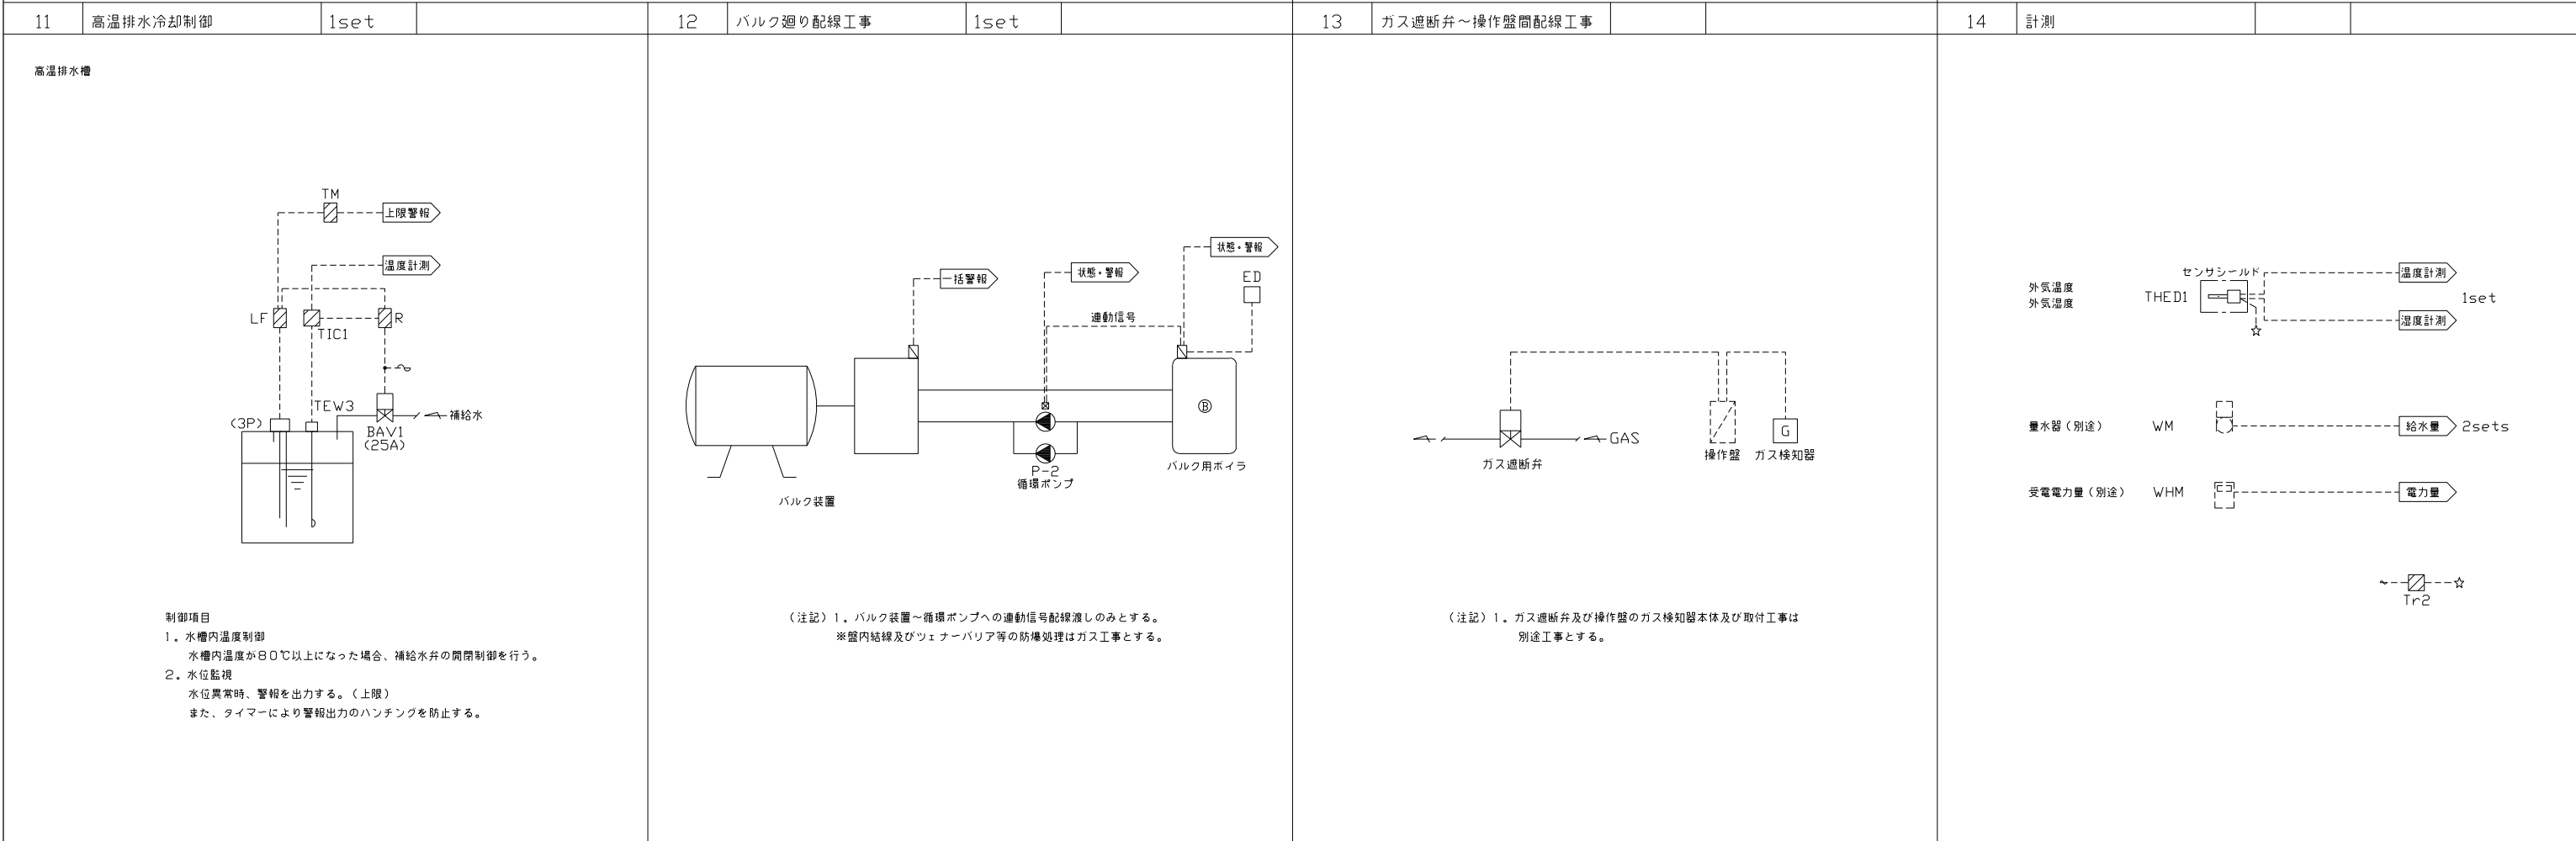 11 高温排水冷却制御 1set
高温排水槽
TM
上限警報
温度計測
LF
TIC1
R
TEW3
(3P)
BAV1
(25A)
補給水
制御項目
1。水槽内温度制御
水槽内温度が80℃以上になった場合、補給水弁の開閉制御を行う。
2。水位監視
水位異常時、警報を出力する。(上限)
また、タイマーにより警報出力のハンチングを防止する。
12 バルク廻り配線工事 1set
一括警報
状態・警報
状態・警報
ED
連動信号
B
P-2
循環ポンプ
バルク用ボイラ
バルク装置
(注記)1。バルク装置～循環ポンプへの連動信号配線渡しのみとする。
※盤内結線及びツェナーバリア等の防爆処理はガス工事とする。
13 ガス遮断弁～操作盤間配線工事
GAS
ガス遮断弁
操作盤
G
ガス検知器
(注記)1。ガス遮断弁及び操作盤のガス検知器本体及び取付工事は
別途工事とする。
14 計測
外気温度
外気湿度
THED1
センサシールド
温度計測
湿度計測
1set
量水器(別途) WM 給水量 2sets
受電電力量(別途) WHM 電力量
Tr2